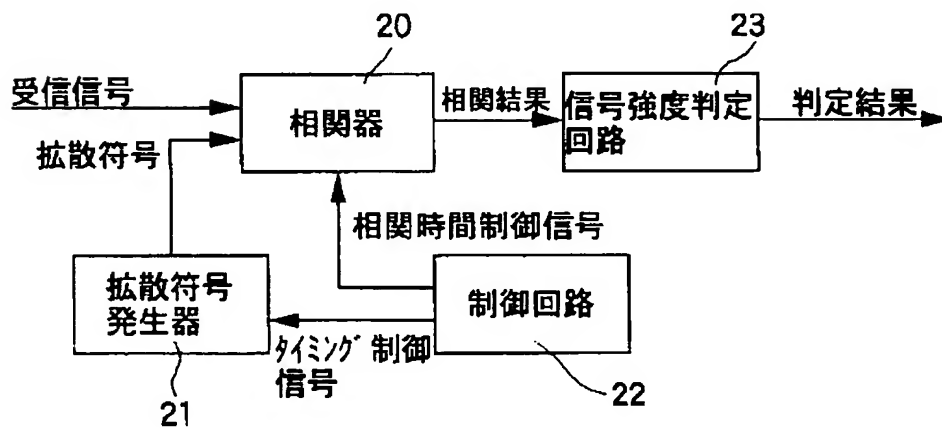 20
23
受信信号
相関器
相関結果
信号強度判定
回路
判定結果
拡散符号
相関時間制御信号
拡散符号
発生器
制御回路
ﾀｲﾐﾝｸﾞ 制御
信号
21
22